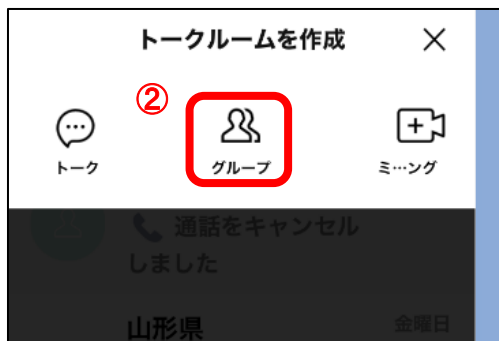 トークルームを作成
②
トーク
グループ
ミ…ング
通話をキャンセル
しました
山形県
金曜日